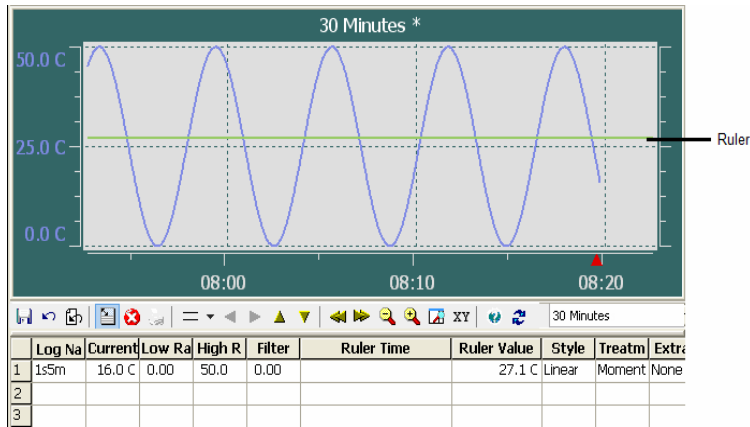 30 Minutes *
50.0 C
25.0 C
0.0 C
Ruler
08:00 08:10 08:20
XY 30 Minutes
Log Na Current Low Ra High R Filter Ruler Time Ruler Value Style Treatm Extra
1 1s5m 16.0 C 0.00 50.0 0.00 27.1 C Linear Moment None
2
3